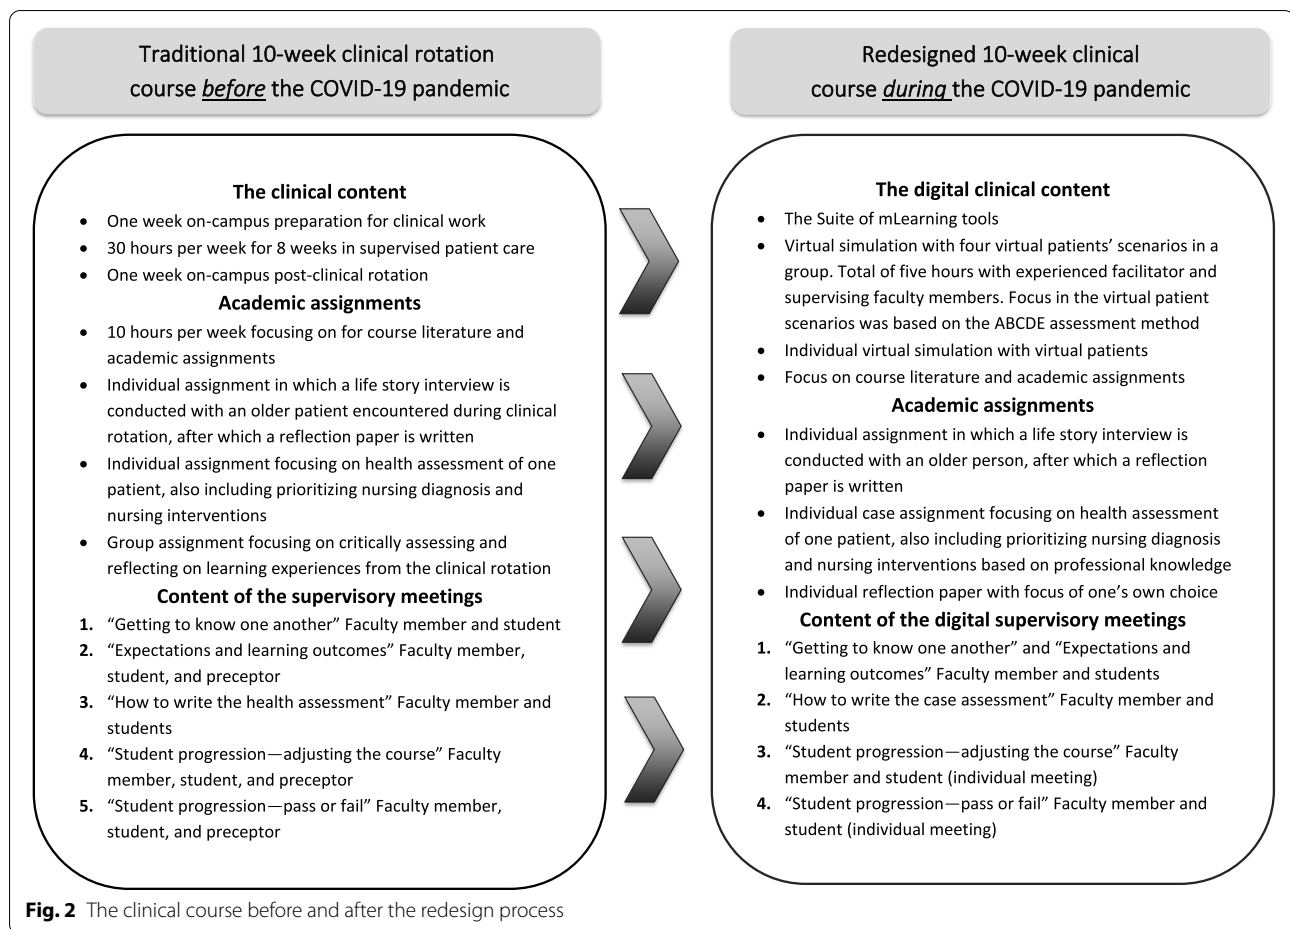 Traditional 10-week clinical rotation
course before the COVID-19 pandemic
The clinical content
• One week on-campus preparation for clinical work
• 30 hours per week for 8 weeks in supervised patient care
• One week on-campus post-clinical rotation
Academic assignments
• 10 hours per week focusing on for course literature and
academic assignments
• Individual assignment in which a life story interview is
conducted with an older patient encountered during clinical
rotation, after which a reflection paper is written
• Individual assignment focusing on health assessment of one
patient, also including prioritizing nursing diagnosis and
nursing interventions
• Group assignment focusing on critically assessing and
reflecting on learning experiences from the clinical rotation
Content of the supervisory meetings
1. “Getting to know one another” Faculty member and student
2. “Expectations and learning outcomes” Faculty member,
student, and preceptor
3. “How to write the health assessment” Faculty member and
students
4. “Student progression—adjusting the course” Faculty
member, student, and preceptor
5. “Student progression—pass or fail” Faculty member,
student, and preceptor
Redesigned 10-week clinical
course during the COVID-19 pandemic
The digital clinical content
• The Suite of mLearning tools
• Virtual simulation with four virtual patients’ scenarios in a
group. Total of five hours with experienced facilitator and
supervising faculty members. Focus in the virtual patient
scenarios was based on the ABCDE assessment method
• Individual virtual simulation with virtual patients
• Focus on course literature and academic assignments
Academic assignments
• Individual assignment in which a life story interview is
conducted with an older person, after which a reflection
paper is written
• Individual case assignment focusing on health assessment
of one patient, also including prioritizing nursing diagnosis
and nursing interventions based on professional knowledge
• Individual reflection paper with focus of one’s own choice
Content of the digital supervisory meetings
1. “Getting to know one another” and “Expectations and
learning outcomes” Faculty member and students
2. “How to write the case assessment” Faculty member and
students
3. “Student progression—adjusting the course” Faculty
member and student (individual meeting)
4. “Student progression—pass or fail” Faculty member and
student (individual meeting)
Fig. 2 The clinical course before and after the redesign process